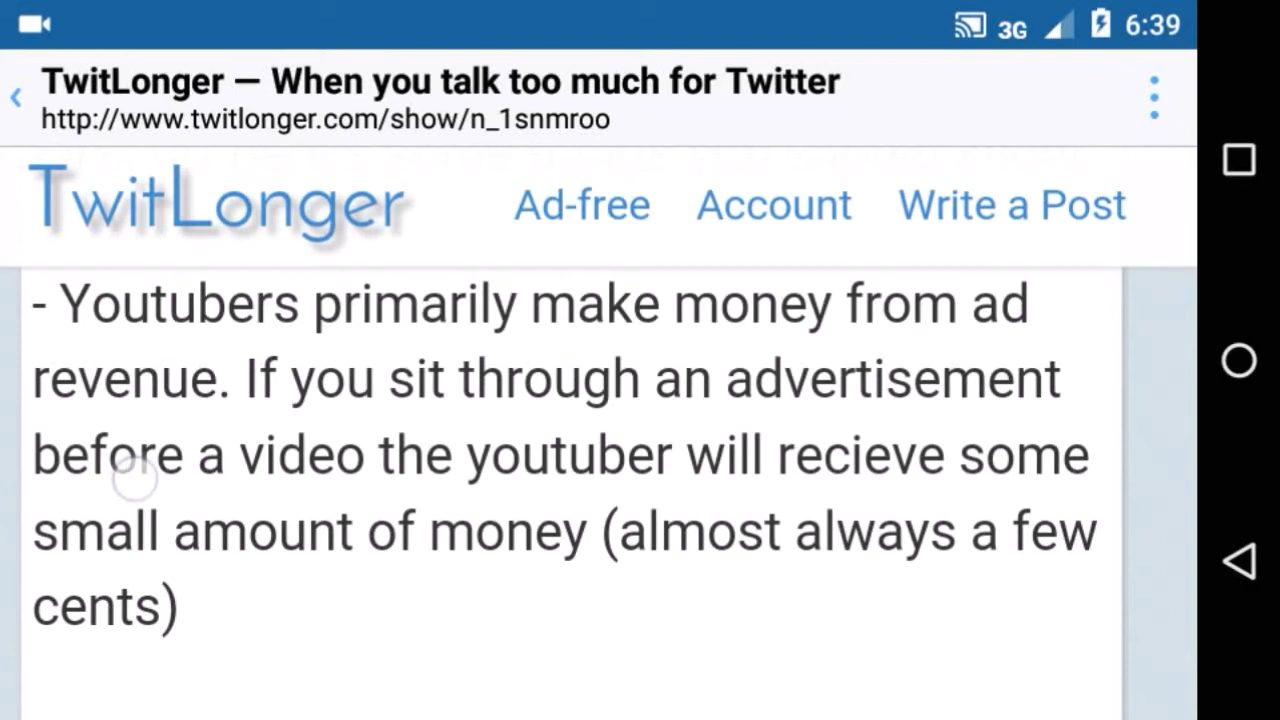 3G 6:39
TwitLonger — When you talk too much for Twitter
http://www.twitlonger.com/show/n_1snmroo
TwitLonger Ad-free Account Write a Post
- Youtubers primarily make money from ad
revenue. If you sit through an advertisement
before a video the youtuber will recieve some
small amount of money (almost always a few
cents)